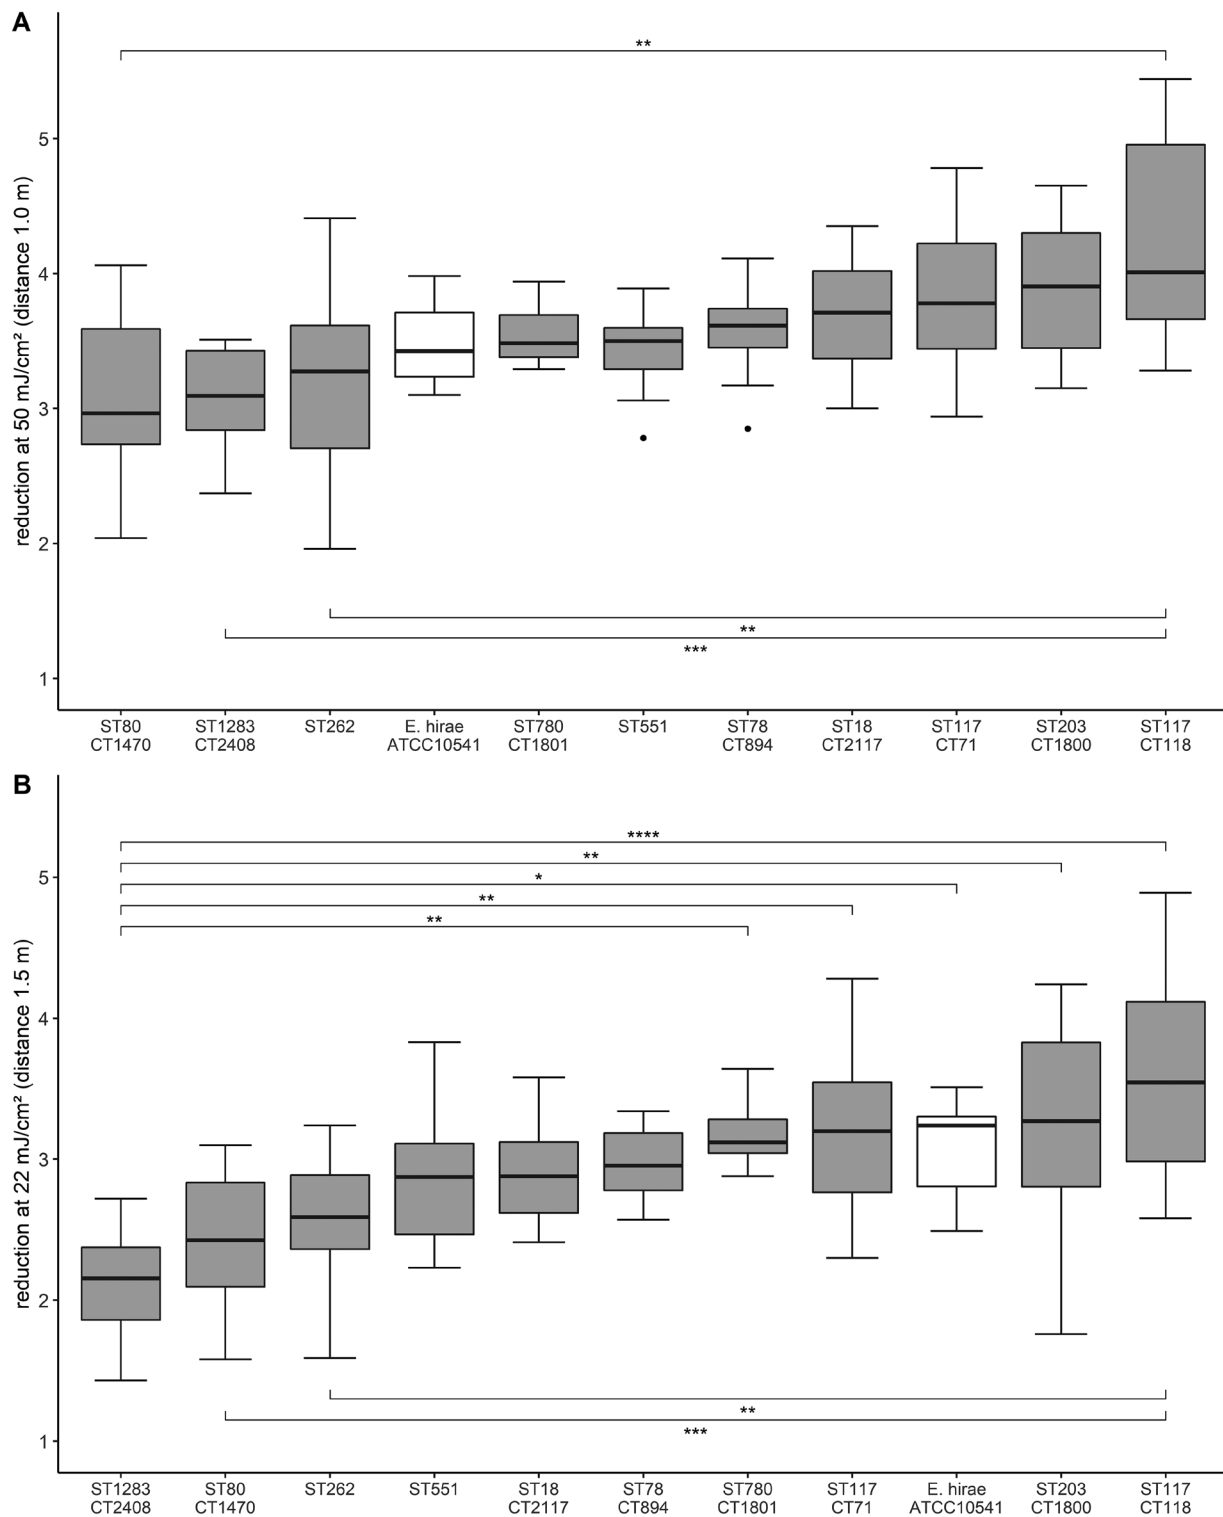 A
**
reduction at 50 mJ/cm² (distance 1.0 m)
5
4
3
2
1
**
***
ST80 ST1283 ST262 E. hirae ST780 ST551 ST78 ST18 ST117 ST203 ST117
CT1470 CT2408 ATCC10541 CT1801 CT894 CT2117 CT71 CT1800 CT118
B
****
**
*
**
**
reduction at 22 mJ/cm² (distance 1.5 m)
5
4
3
2
1
**
***
ST1283 ST80 ST262 ST551 ST18 ST78 ST780 ST117 E. hirae ST203 ST117
CT2408 CT1470 CT2117 CT894 CT1801 CT71 ATCC10541 CT1800 CT118